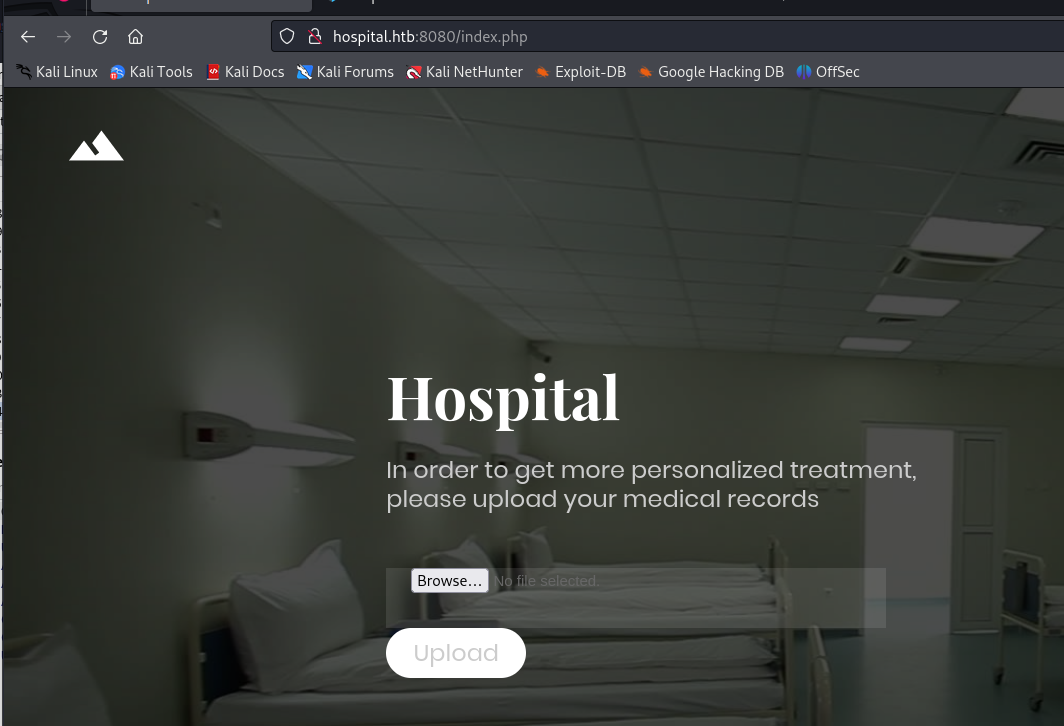 hospital.htb:8080/index.php
Kali Linux Kali Tools Kali Docs Kali Forums Kali NetHunter Exploit-DB Google Hacking DB OffSec
Hospital
In order to get more personalized treatment,
please upload your medical records
Browse... No file selected.
Upload